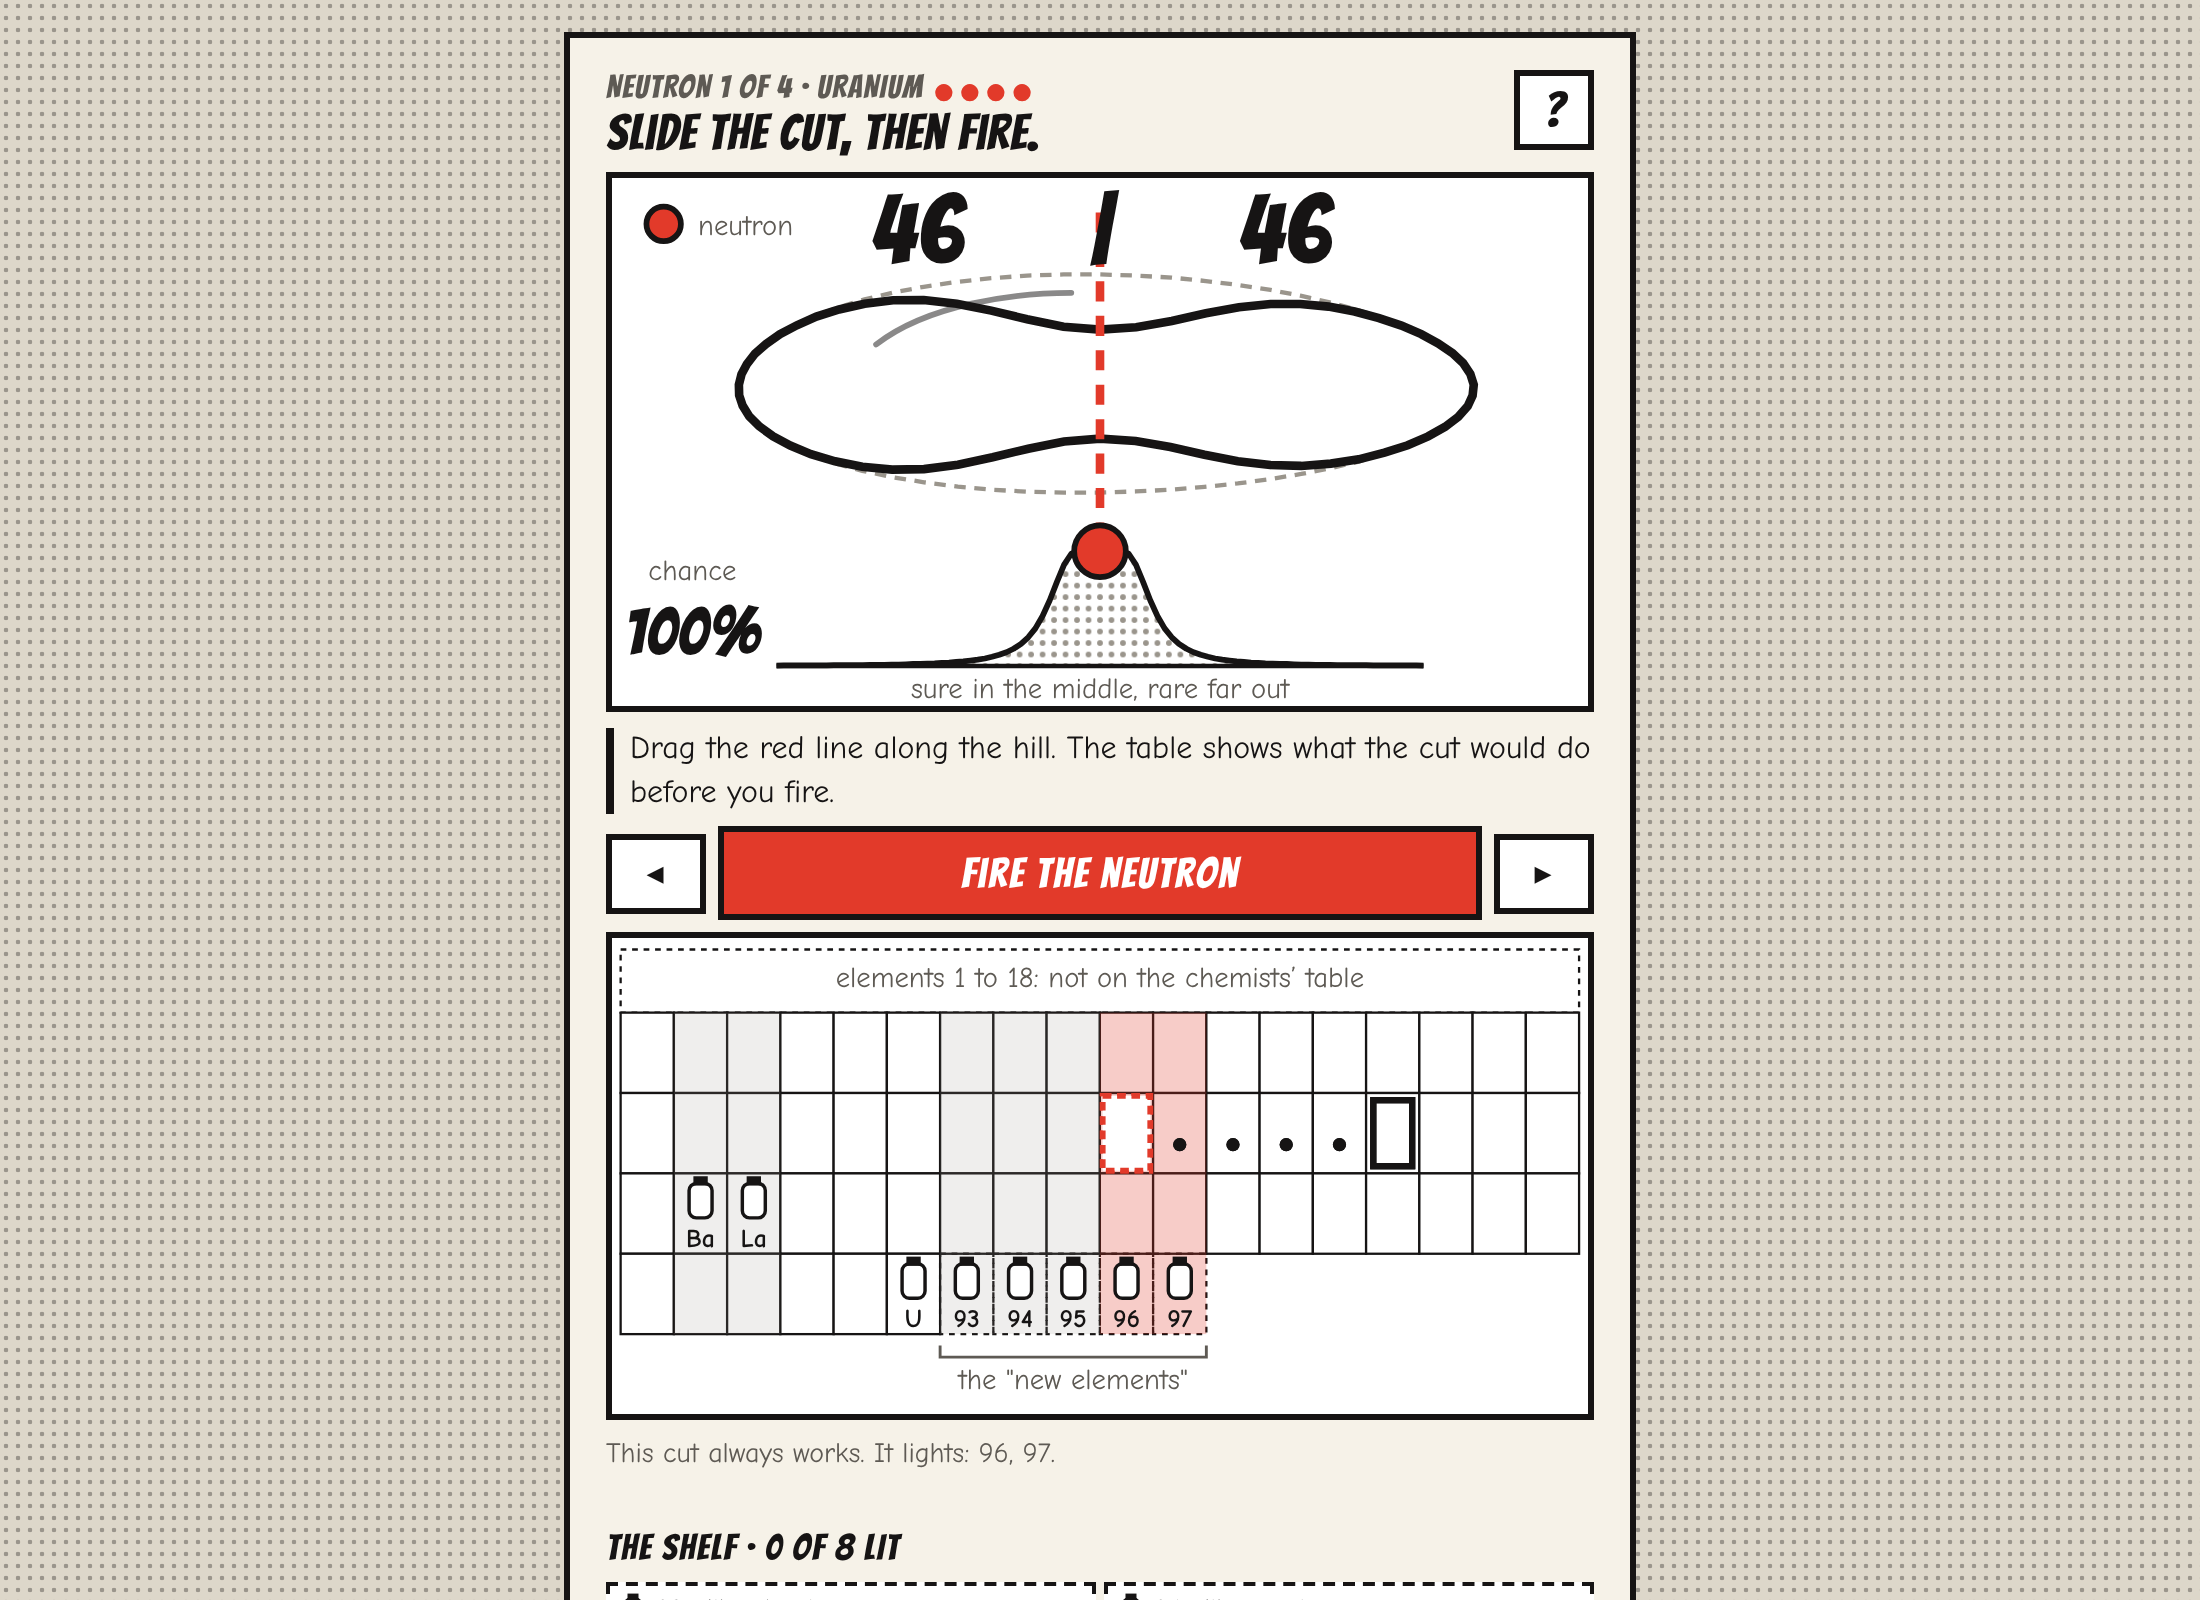 NEUTRON 1 OF 4 · URANIUM
SLIDE THE CUT, THEN FIRE.
?
neutron
46 / 46
chance
100%
sure in the middle, rare far out
Drag the red line along the hill. The table shows what the cut would do
before you fire.
◄ FIRE THE NEUTRON ►
elements 1 to 18: not on the chemists’ table
Ba La
U 93 94 95 96 97
the "new elements"
This cut always works. It lights: 96, 97.
THE SHELF · 0 OF 8 LIT